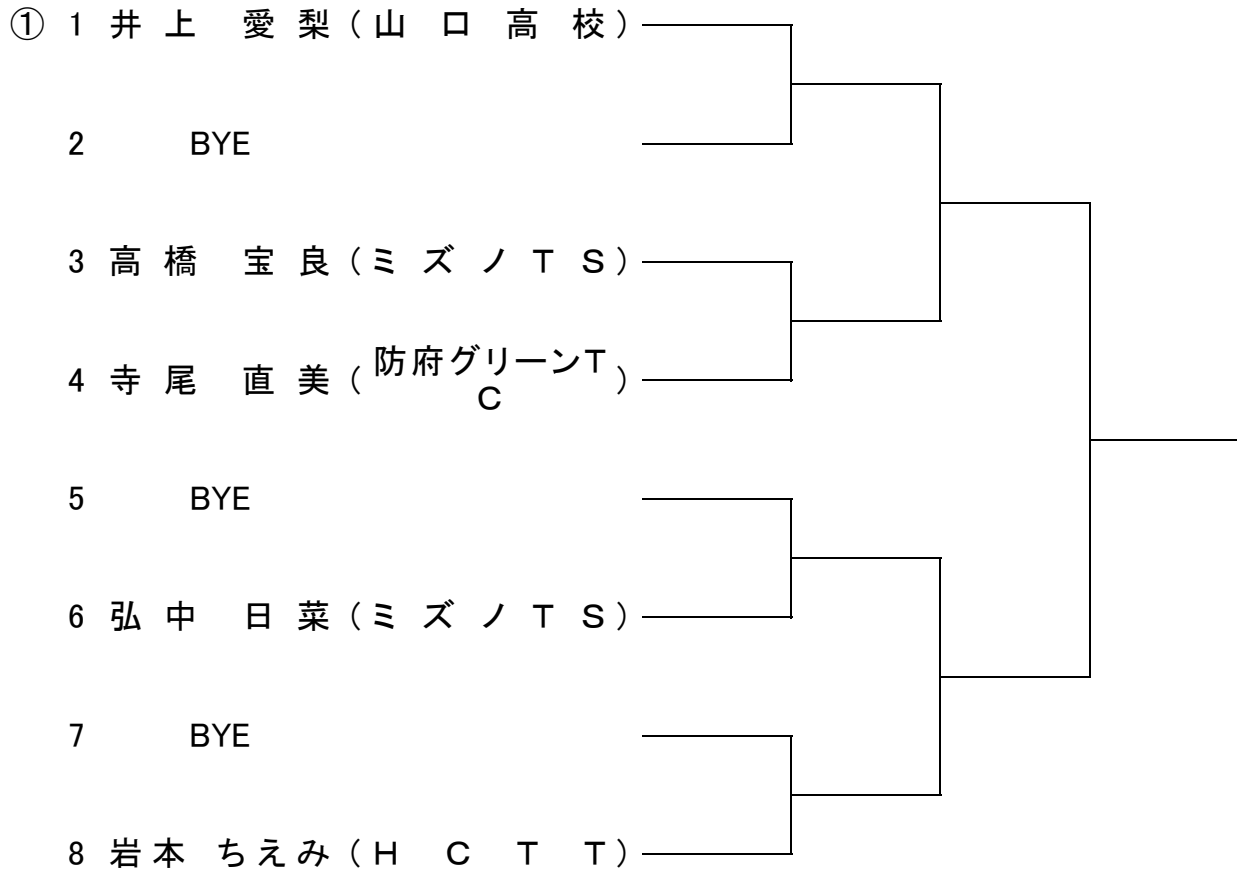 ① 1 井上 愛梨(山口高校)
2 BYE
3 高橋 宝良(ミズノTS)
4 寺尾 直美(防府グリーンT
C)
5 BYE
6 弘中 日菜(ミズノTS)
7 BYE
8 岩本 ちえみ(HCTT)